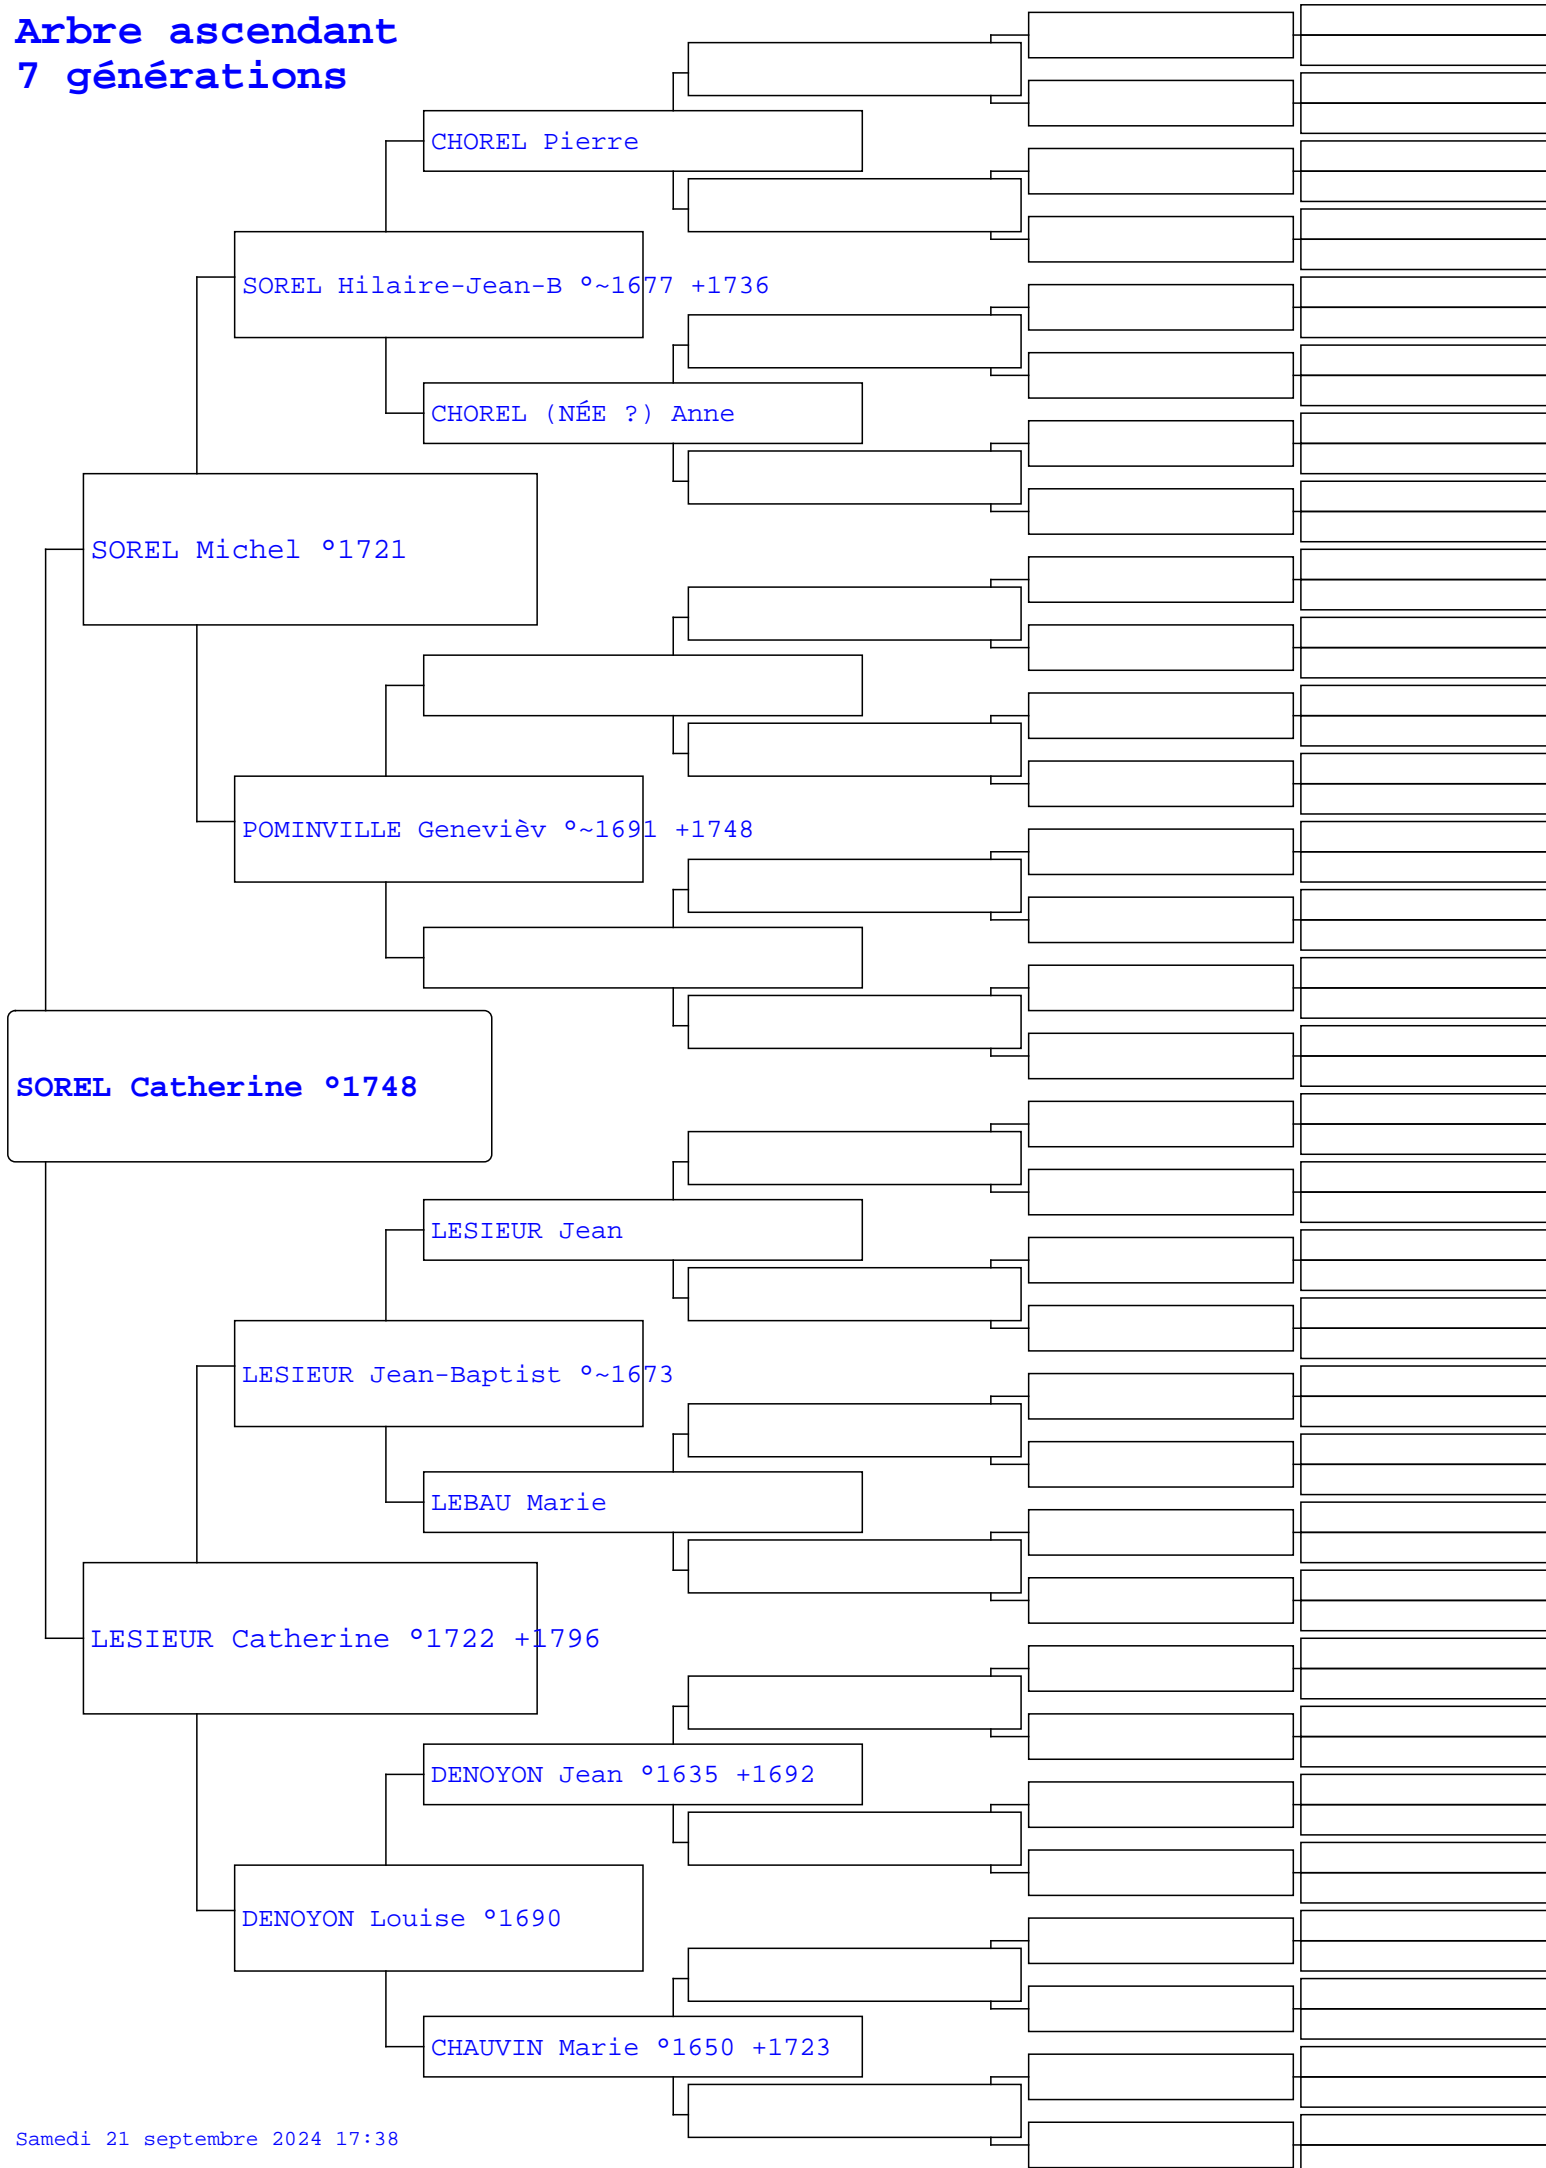 Arbre ascendant
7 générations
CHOREL Pierre
SOREL Hilaire-Jean-B °~1677 +1736
CHOREL (NÉE ?) Anne
SOREL Michel °1721
POMINVILLE Genevièv °~1691 +1748
SOREL Catherine °1748
LESIEUR Jean
LESIEUR Jean-Baptist °~1673
LEBAU Marie
LESIEUR Catherine °1722 +1796
DENOYON Jean °1635 +1692
DENOYON Louise °1690
CHAUVIN Marie °1650 +1723
Samedi 21 septembre 2024 17:38